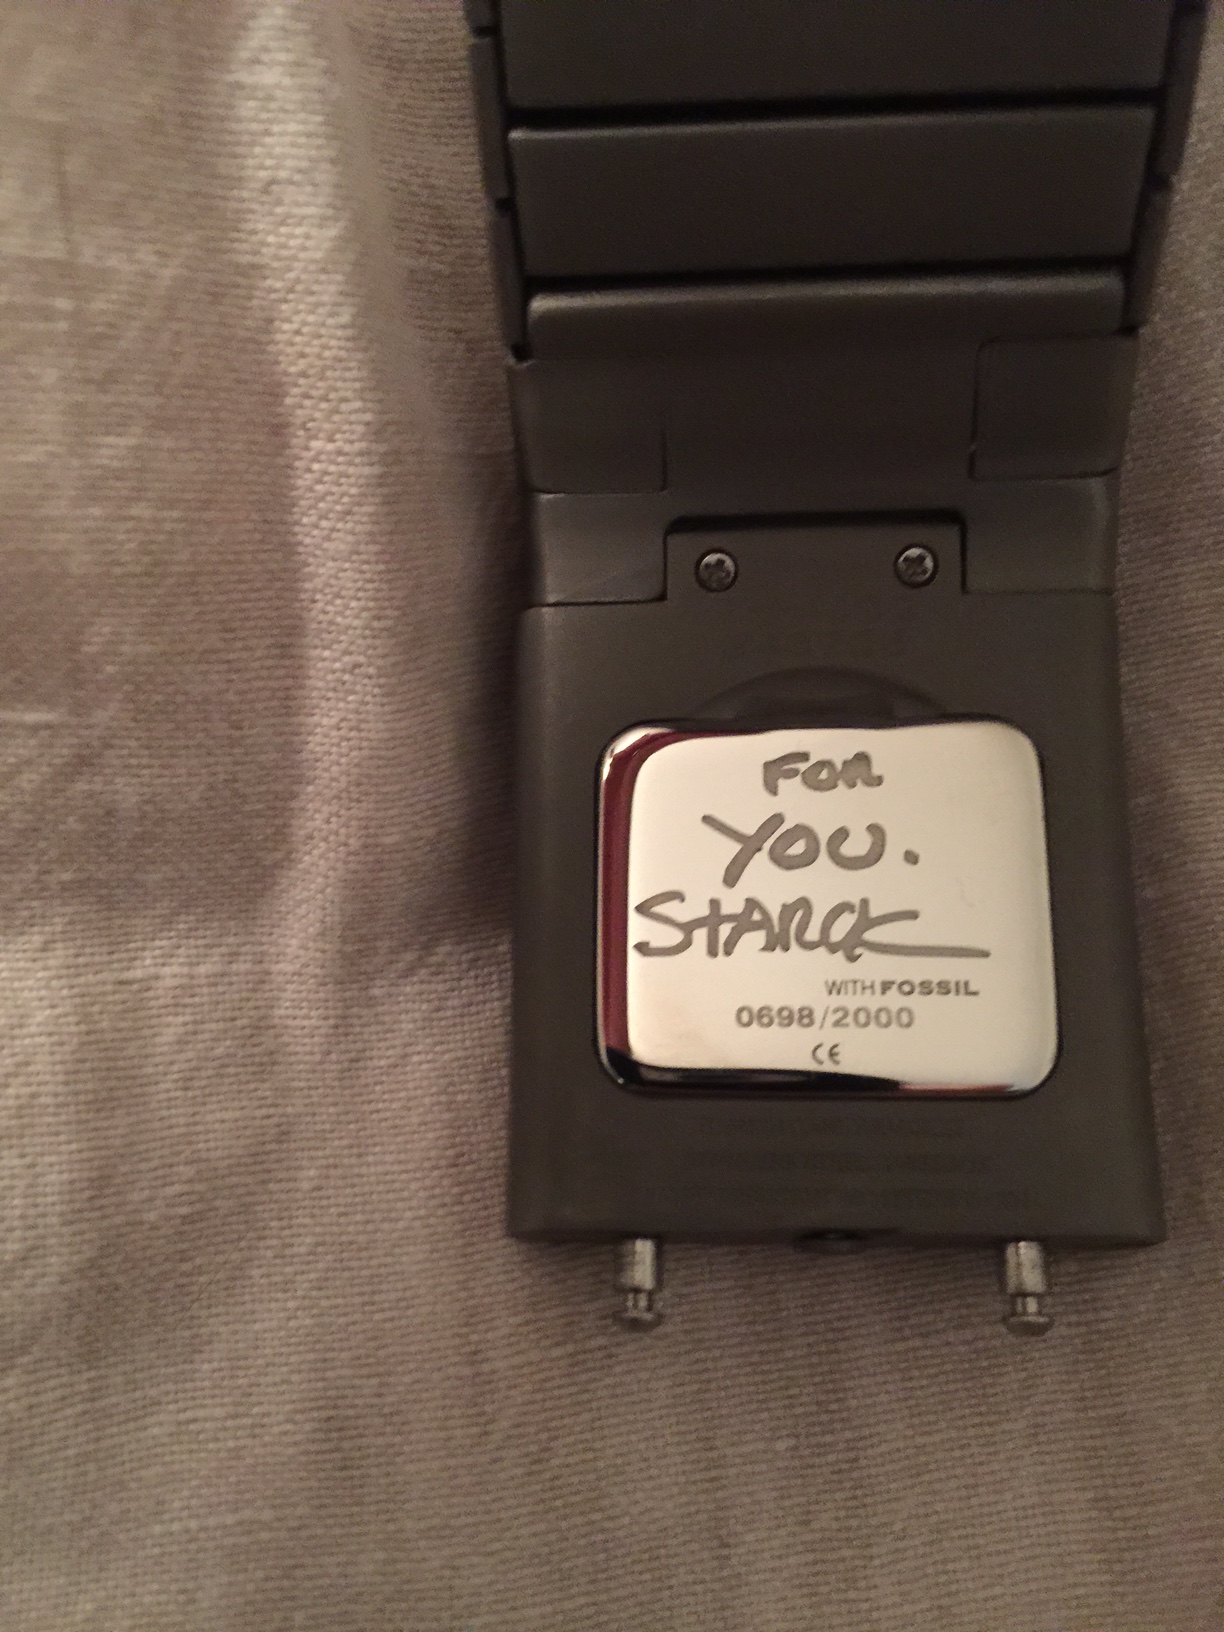 FOR
YOU.
STARCK
WITH FOSSIL
0698/2000
CE